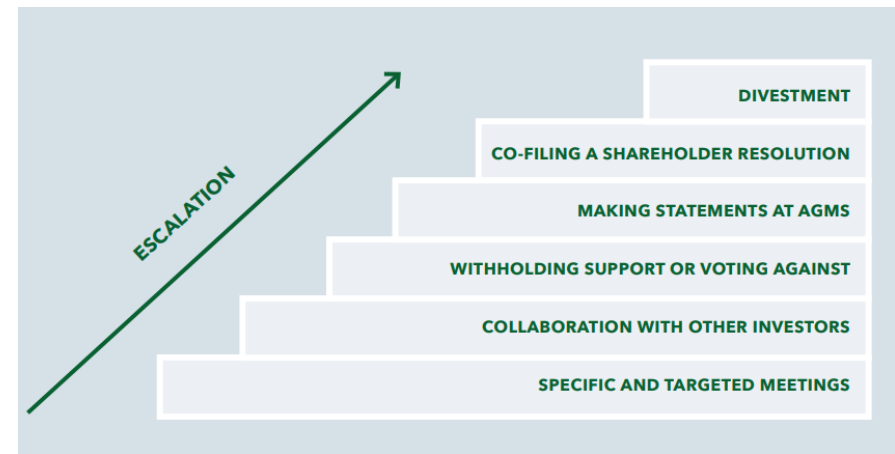 ESCALATION
DIVESTMENT
CO-FILING A SHAREHOLDER RESOLUTION
MAKING STATEMENTS AT AGMS
WITHHOLDING SUPPORT OR VOTING AGAINST
COLLABORATION WITH OTHER INVESTORS
SPECIFIC AND TARGETED MEETINGS